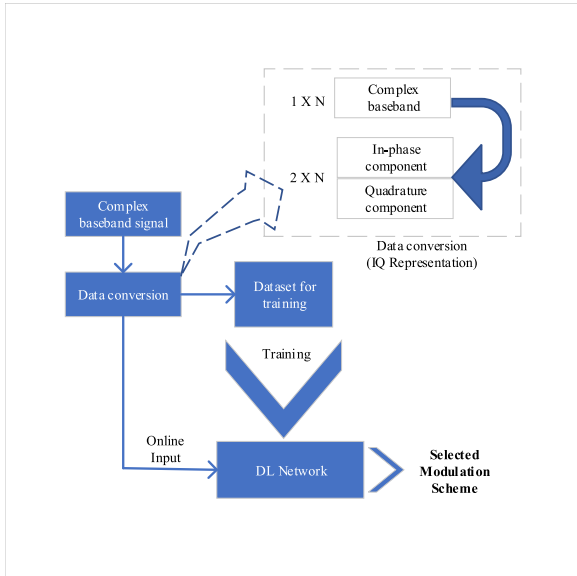 1 X N
Complex
baseband
2 X N
In-phase
component
Quadrature
component
Data conversion
(IQ Representation)
Complex
baseband signal
Data conversion
Dataset for
training
Training
Online
Input
DL Network
Selected
Modulation
Scheme